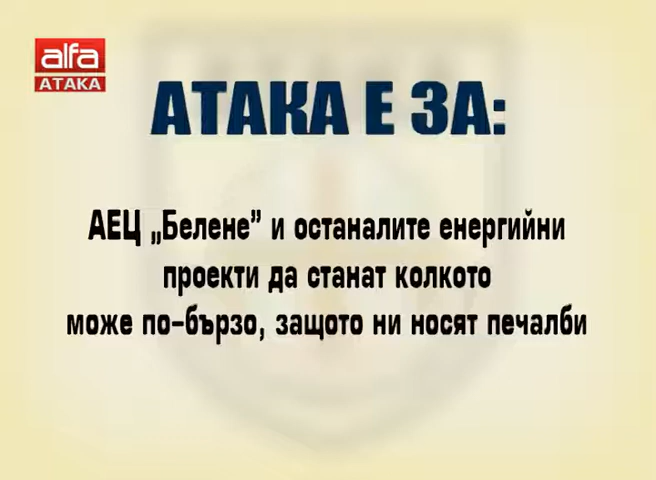 alfa
АТАКА
АТАКА Е ЗА:
АЕЦ „Белене” и останалите енергийни
проекти да станат колкото
може по-бързо, защото ни носят печалби